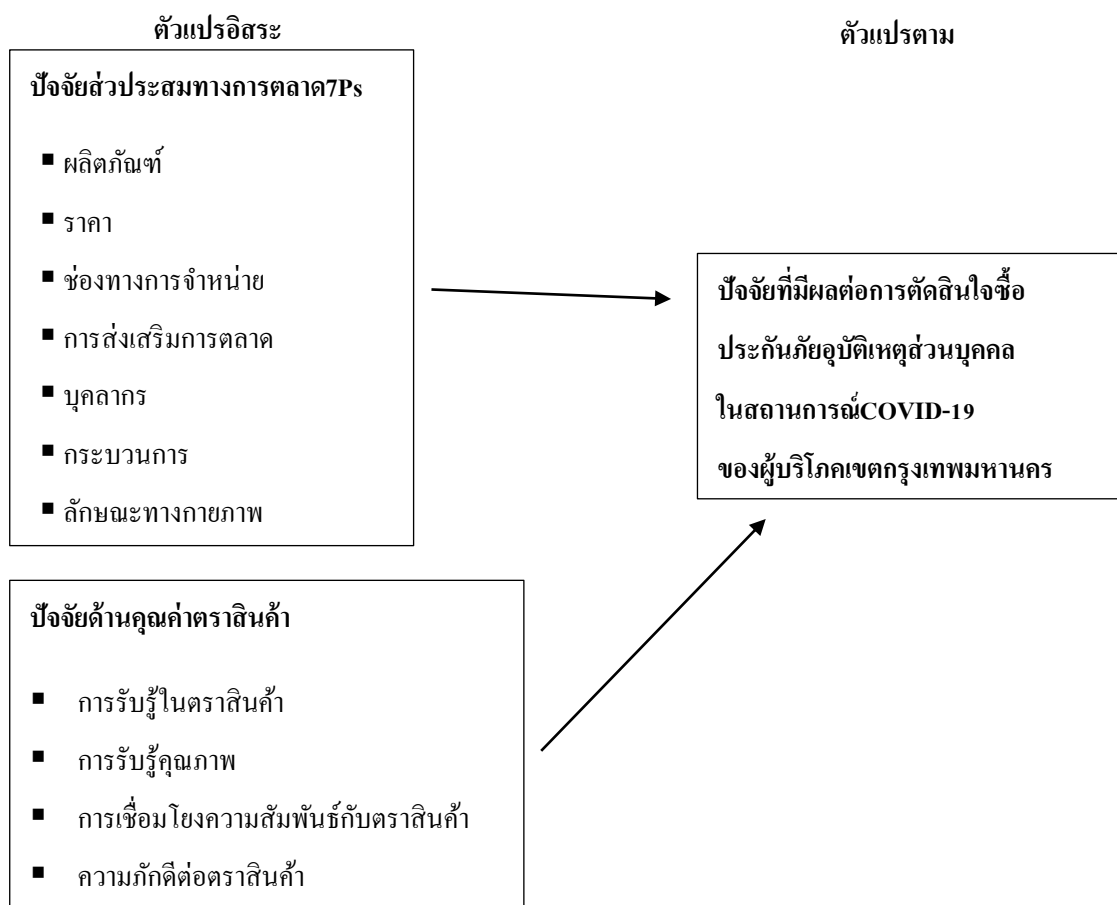 ตัวแปรอิสระ
ปัจจัยส่วประสมทางการตลาด7Ps
▪ ผลิตภัณฑ์
▪ ราคา
▪ ช่องทางการจำหน่าย
▪ การส่งเสริมการตลาด
▪ บุคลากร
▪ กระบวนการ
▪ ลักษณะทางกายภาพ
ปัจจัยด้านคุณค่าตราสินค้า
▪ การรับรู้ในตราสินค้า
▪ การรับรู้คุณภาพ
▪ การเชื่อมโยงความสัมพันธ์กับตราสินค้า
▪ ความภักดีต่อตราสินค้า
ตัวแปรตาม
ปัจจัยที่มีผลต่อการตัดสินใจซื้อ
ประกันภัยอุบัติเหตุส่วนบุคคล
ในสถานการณ์COVID-19
ของผู้บริโภคเขตกรุงเทพมหานคร